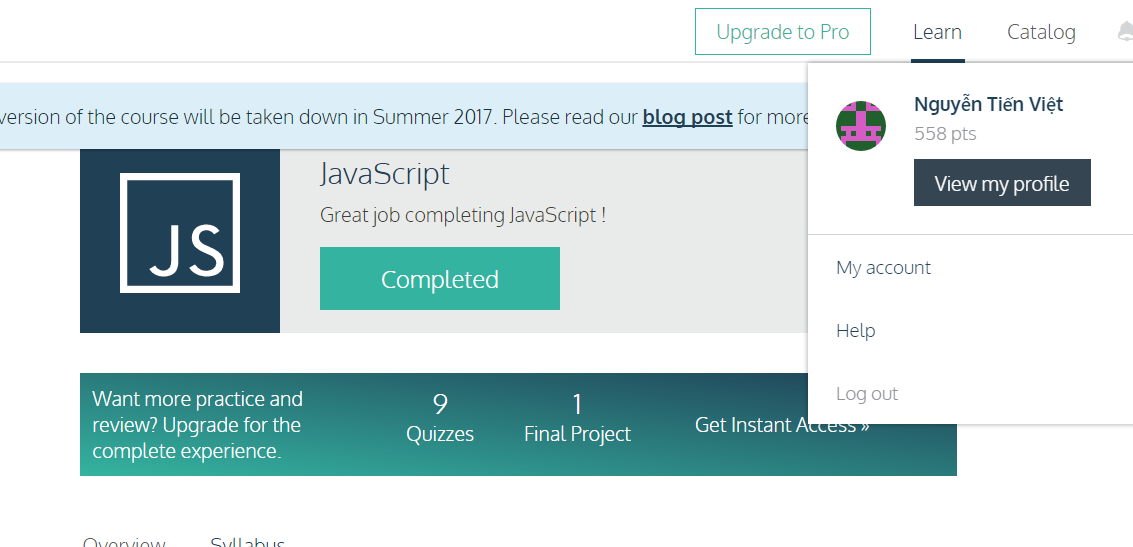 Upgrade to Pro
Learn
Catalog
version of the course will be taken down in Summer 2017. Please read our blog post for more
Nguyễn Tiến Việt
558 pts
View my profile
My account
Help
Log out
JS
JavaScript
Great job completing JavaScript !
Completed
Want more practice and
review? Upgrade for the
complete experience.
9
Quizzes
1
Final Project
Get Instant Access »
Overview
Syllabus